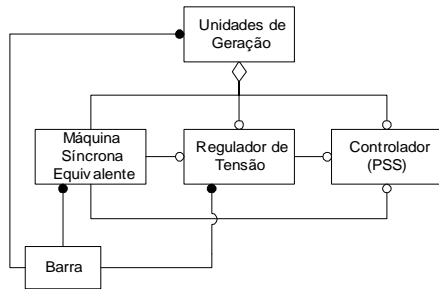 Unidades de
Geração
Máquina
Síncrona
Equivalente
Regulador de
Tensão
Controlador
(PSS)
Barra